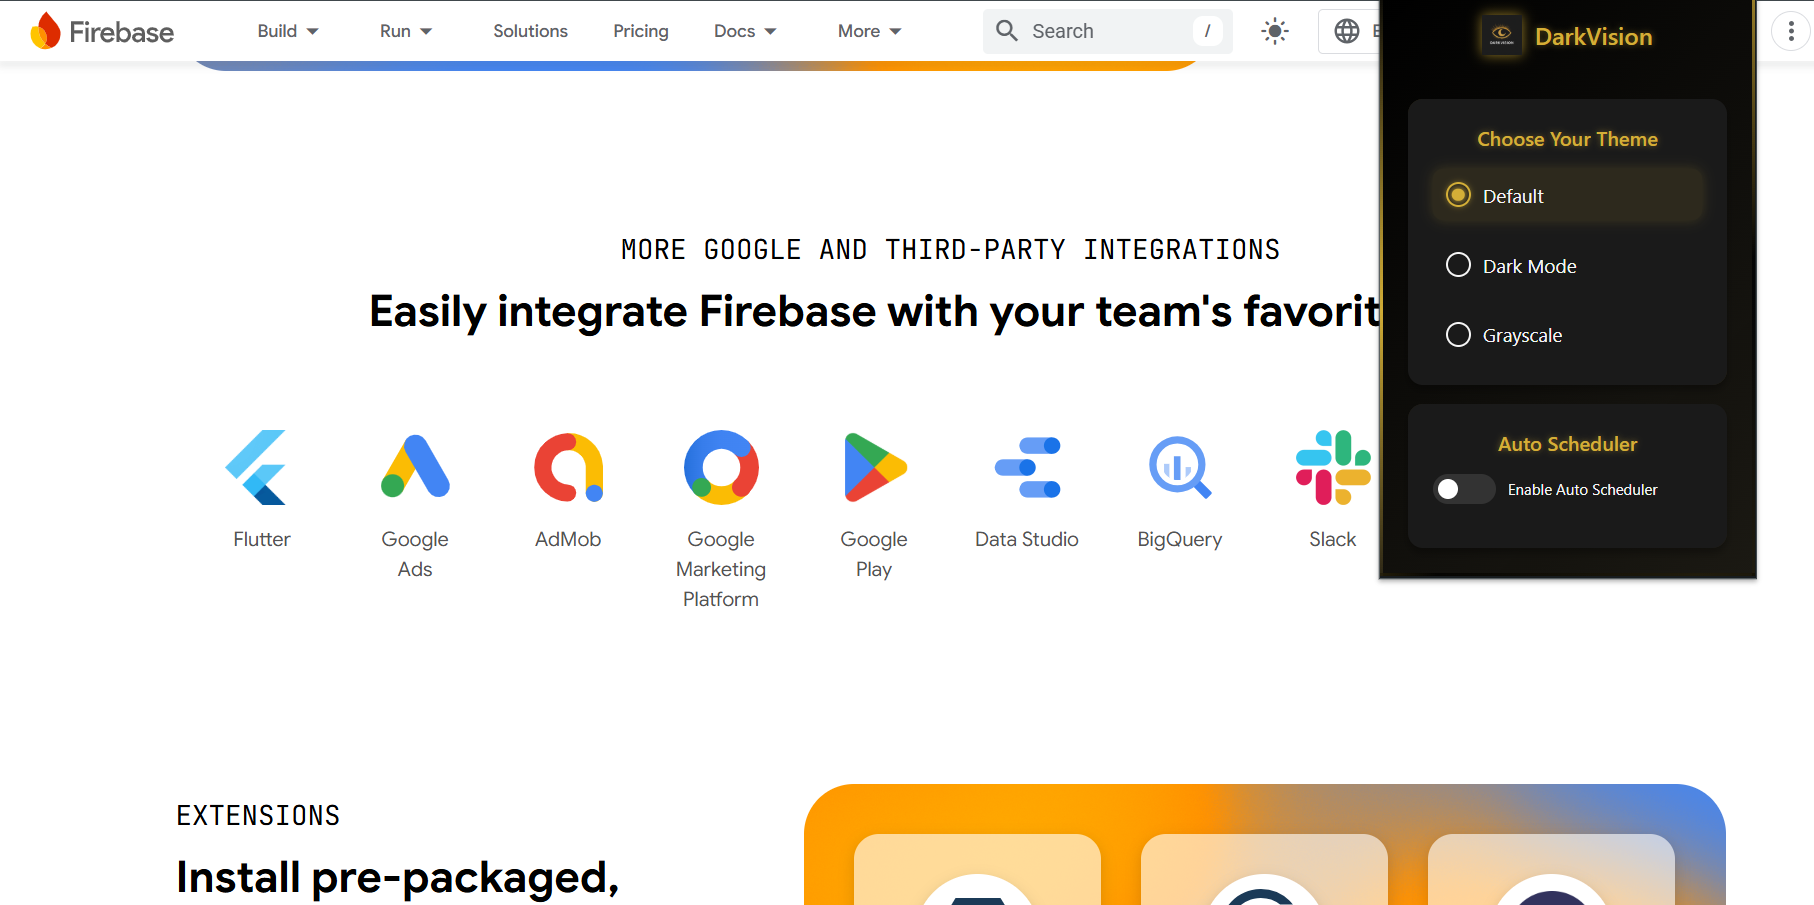 Firebase
Build
Run
Solutions
Pricing
Docs
More
Search
/
DarkVision
Choose Your Theme
Default
Dark Mode
Grayscale
Auto Scheduler
Enable Auto Scheduler
MORE GOOGLE AND THIRD-PARTY INTEGRATIONS
Easily integrate Firebase with your team's favorit
Flutter
Google
Ads
AdMob
Google
Marketing
Platform
Google
Play
Data Studio
BigQuery
Slack
EXTENSIONS
Install pre-packaged,